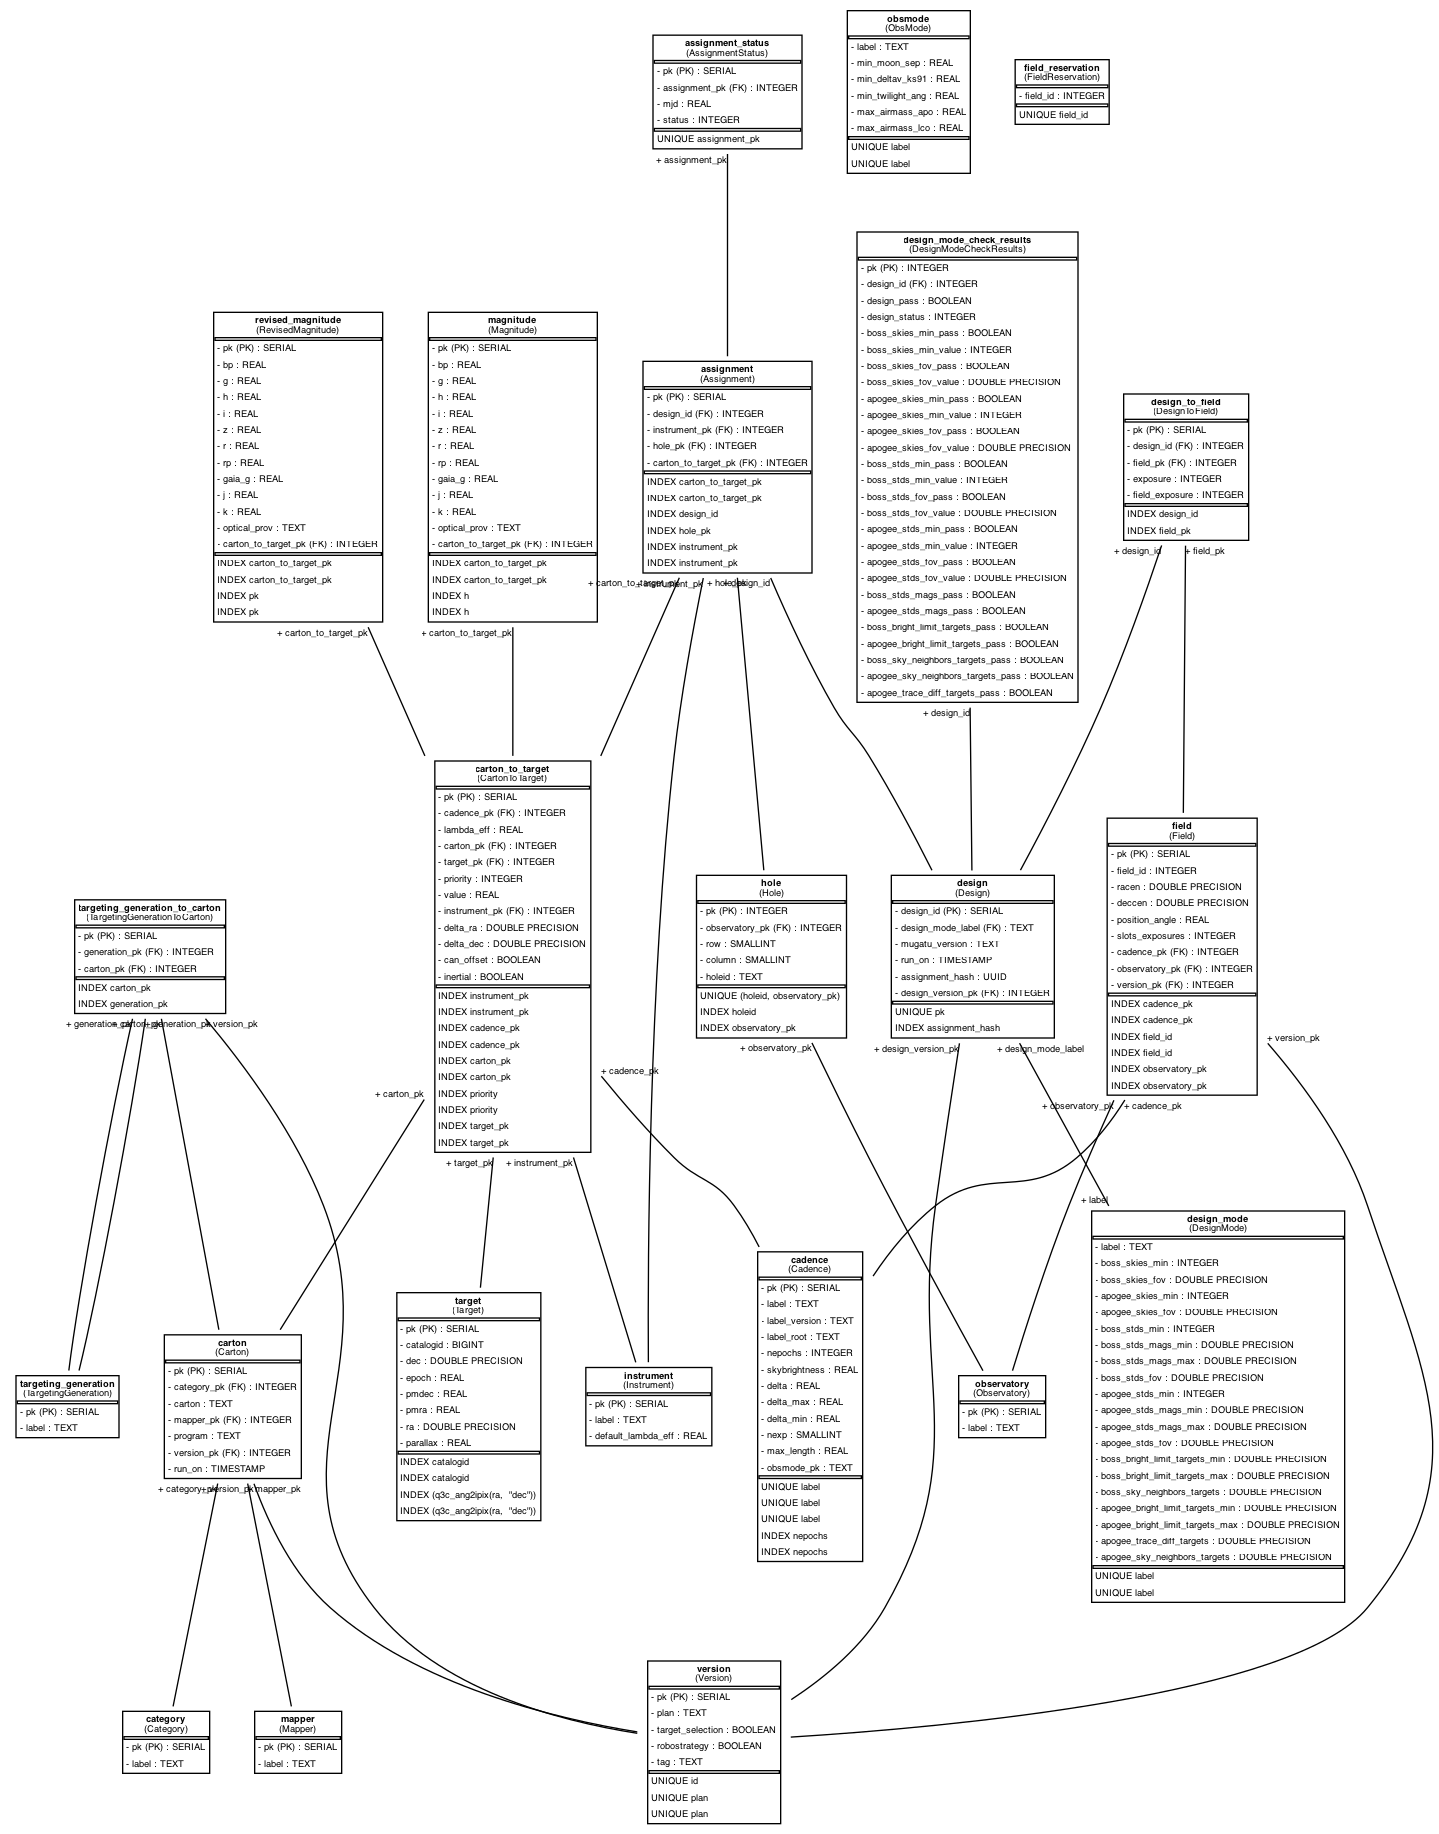 assignment_status
(AssignmentStatus)
- pk (PK) : SERIAL
- assignment_pk (FK) : INTEGER
- mjd : REAL
- status : INTEGER
UNIQUE assignment_pk
+ assignment_pk
obsmode
(ObsMode)
- label : TEXT
- min_moon_sep : REAL
- min_deltav_ks91 : REAL
- min_twilight_ang : REAL
- max_airmass_apo : REAL
- max_airmass_lco : REAL
UNIQUE label
UNIQUE label
field_reservation
(FieldReservation)
- field_id : INTEGER
UNIQUE field_id
revised_magnitude
(RevisedMagnitude)
- pk (PK) : SERIAL
- bp : REAL
- g : REAL
- h : REAL
- i : REAL
- z : REAL
- r : REAL
- rp : REAL
- gaia_g : REAL
- j : REAL
- k : REAL
- optical_prov : TEXT
- carton_to_target_pk (FK) : INTEGER
INDEX carton_to_target_pk
INDEX carton_to_target_pk
INDEX pk
INDEX pk
+ carton_to_target_pk
magnitude
(Magnitude)
- pk (PK) : SERIAL
- bp : REAL
- g : REAL
- h : REAL
- i : REAL
- z : REAL
- r : REAL
- rp : REAL
- gaia_g : REAL
- j : REAL
- k : REAL
- optical_prov : TEXT
- carton_to_target_pk (FK) : INTEGER
INDEX carton_to_target_pk
INDEX carton_to_target_pk
INDEX h
INDEX h
+ carton_to_target_pk
assignment
(Assignment)
- pk (PK) : SERIAL
- design_id (FK) : INTEGER
- instrument_pk (FK) : INTEGER
- hole_pk (FK) : INTEGER
- carton_to_target_pk (FK) : INTEGER
INDEX carton_to_target_pk
INDEX carton_to_target_pk
INDEX design_id
INDEX hole_pk
INDEX instrument_pk
INDEX instrument_pk
+ carton_to_target_pk
+ instrument_pk
+ hole_pk
+ design_id
design_mode_check_results
(DesignModeCheckResults)
- pk (PK) : INTEGER
- design_id (FK) : INTEGER
- design_pass : BOOLEAN
- design_status : INTEGER
- boss_skies_min_pass : BOOLEAN
- boss_skies_min_value : INTEGER
- boss_skies_fov_pass : BOOLEAN
- boss_skies_fov_value : DOUBLE PRECISION
- apogee_skies_min_pass : BOOLEAN
- apogee_skies_min_value : INTEGER
- apogee_skies_fov_pass : BOOLEAN
- apogee_skies_fov_value : DOUBLE PRECISION
- boss_stds_min_pass : BOOLEAN
- boss_stds_min_value : INTEGER
- boss_stds_fov_pass : BOOLEAN
- boss_stds_fov_value : DOUBLE PRECISION
- apogee_stds_min_pass : BOOLEAN
- apogee_stds_min_value : INTEGER
- apogee_stds_fov_pass : BOOLEAN
- apogee_stds_fov_value : DOUBLE PRECISION
- boss_stds_mags_pass : BOOLEAN
- apogee_stds_mags_pass : BOOLEAN
- boss_bright_limit_targets_pass : BOOLEAN
- apogee_bright_limit_targets_pass : BOOLEAN
- boss_sky_neighbors_targets_pass : BOOLEAN
- apogee_sky_neighbors_targets_pass : BOOLEAN
- apogee_trace_diff_targets_pass : BOOLEAN
+ design_id
design_to_field
(DesignToField)
- pk (PK) : SERIAL
- design_id (FK) : INTEGER
- field_pk (FK) : INTEGER
- exposure : INTEGER
- field_exposure : INTEGER
INDEX design_id
INDEX field_pk
+ design_id
+ field_pk
carton_to_target
(CartonToTarget)
- pk (PK) : SERIAL
- cadence_pk (FK) : INTEGER
- lambda_eff : REAL
- carton_pk (FK) : INTEGER
- target_pk (FK) : INTEGER
- priority : INTEGER
- value : REAL
- instrument_pk (FK) : INTEGER
- delta_ra : DOUBLE PRECISION
- delta_dec : DOUBLE PRECISION
- can_offset : BOOLEAN
- inertial : BOOLEAN
INDEX instrument_pk
INDEX instrument_pk
INDEX cadence_pk
INDEX cadence_pk
INDEX carton_pk
INDEX carton_pk
INDEX priority
INDEX priority
INDEX target_pk
INDEX target_pk
+ carton_pk
+ cadence_pk
+ target_pk
+ instrument_pk
hole
(Hole)
- pk (PK) : INTEGER
- observatory_pk (FK) : INTEGER
- row : SMALLINT
- column : SMALLINT
- holeid : TEXT
UNIQUE (holeid, observatory_pk)
INDEX holeid
INDEX observatory_pk
+ observatory_pk
design
(Design)
- design_id (PK) : SERIAL
- design_mode_label (FK) : TEXT
- mugatu_version : TEXT
- run_on : TIMESTAMP
- assignment_hash : UUID
- design_version_pk (FK) : INTEGER
UNIQUE pk
INDEX assignment_hash
+ design_version_pk
+ design_mode_label
field
(Field)
- pk (PK) : SERIAL
- field_id : INTEGER
- racen : DOUBLE PRECISION
- deccen : DOUBLE PRECISION
- position_angle : REAL
- slots_exposures : INTEGER
- cadence_pk (FK) : INTEGER
- observatory_pk (FK) : INTEGER
- version_pk (FK) : INTEGER
INDEX cadence_pk
INDEX cadence_pk
INDEX field_id
INDEX field_id
INDEX observatory_pk
INDEX observatory_pk
+ version_pk
+ observatory_pk
+ cadence_pk
targeting_generation_to_carton
(TargetingGenerationToCarton)
- pk (PK) : SERIAL
- generation_pk (FK) : INTEGER
- carton_pk (FK) : INTEGER
INDEX carton_pk
INDEX generation_pk
+ generation_pk
+ carton_pk
+ generation_pk
+ version_pk
targeting_generation
(TargetingGeneration)
- pk (PK) : SERIAL
- label : TEXT
carton
(Carton)
- pk (PK) : SERIAL
- category_pk (FK) : INTEGER
- carton : TEXT
- mapper_pk (FK) : INTEGER
- program : TEXT
- version_pk (FK) : INTEGER
- run_on : TIMESTAMP
+ category_pk
+ version_pk
+ mapper_pk
target
(Target)
- pk (PK) : SERIAL
- catalogid : BIGINT
- dec : DOUBLE PRECISION
- epoch : REAL
- pmdec : REAL
- pmra : REAL
- ra : DOUBLE PRECISION
- parallax : REAL
INDEX catalogid
INDEX catalogid
INDEX (q3c_ang2ipix(ra, "dec"))
INDEX (q3c_ang2ipix(ra, "dec"))
instrument
(Instrument)
- pk (PK) : SERIAL
- label : TEXT
- default_lambda_eff : REAL
cadence
(Cadence)
- pk (PK) : SERIAL
- label : TEXT
- label_version : TEXT
- label_root : TEXT
- nepochs : INTEGER
- skybrightness : REAL
- delta : REAL
- delta_max : REAL
- delta_min : REAL
- nexp : SMALLINT
- max_length : REAL
- obsmode_pk : TEXT
UNIQUE label
UNIQUE label
UNIQUE label
INDEX nepochs
INDEX nepochs
observatory
(Observatory)
- pk (PK) : SERIAL
- label : TEXT
+ label
design_mode
(DesignMode)
- label : TEXT
- boss_skies_min : INTEGER
- boss_skies_fov : DOUBLE PRECISION
- apogee_skies_min : INTEGER
- apogee_skies_fov : DOUBLE PRECISION
- boss_stds_min : INTEGER
- boss_stds_mags_min : DOUBLE PRECISION
- boss_stds_mags_max : DOUBLE PRECISION
- boss_stds_fov : DOUBLE PRECISION
- apogee_stds_min : INTEGER
- apogee_stds_mags_min : DOUBLE PRECISION
- apogee_stds_mags_max : DOUBLE PRECISION
- apogee_stds_fov : DOUBLE PRECISION
- boss_bright_limit_targets_min : DOUBLE PRECISION
- boss_bright_limit_targets_max : DOUBLE PRECISION
- boss_sky_neighbors_targets : DOUBLE PRECISION
- apogee_bright_limit_targets_min : DOUBLE PRECISION
- apogee_bright_limit_targets_max : DOUBLE PRECISION
- apogee_trace_diff_targets : DOUBLE PRECISION
- apogee_sky_neighbors_targets : DOUBLE PRECISION
UNIQUE label
UNIQUE label
category
(Category)
- pk (PK) : SERIAL
- label : TEXT
mapper
(Mapper)
- pk (PK) : SERIAL
- label : TEXT
version
(Version)
- pk (PK) : SERIAL
- plan : TEXT
- target_selection : BOOLEAN
- robostrategy : BOOLEAN
- tag : TEXT
UNIQUE id
UNIQUE plan
UNIQUE plan